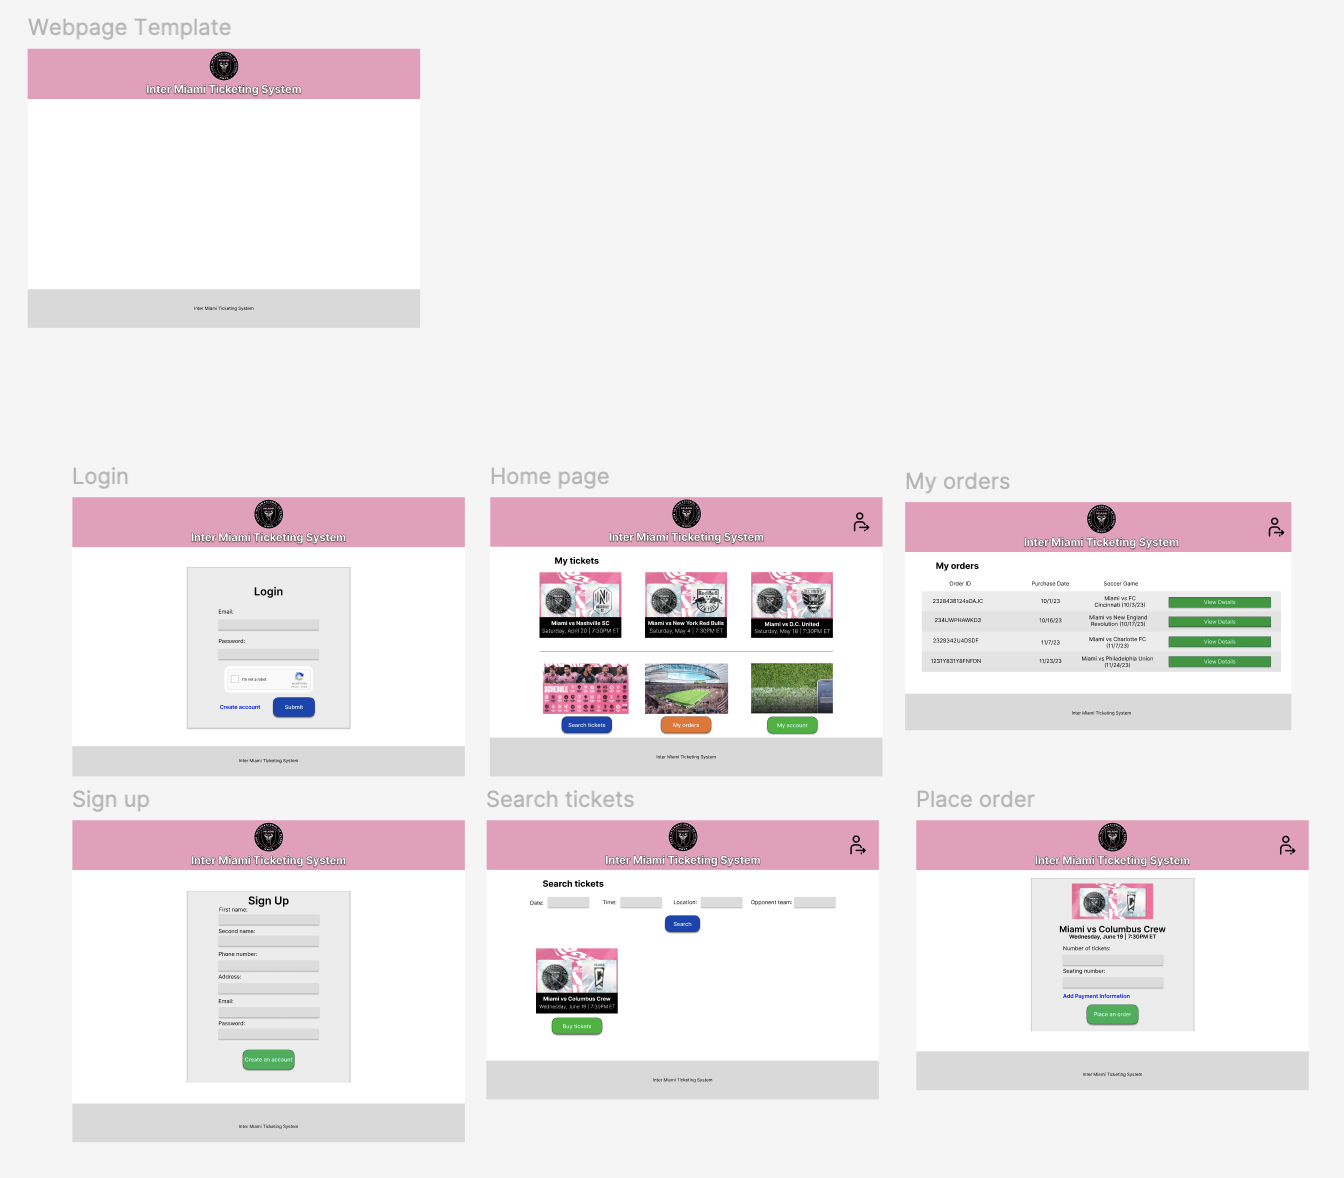 Webpage Template
Inter Miami Ticketing System
Inter Miami Ticketing System
Login
Inter Miami Ticketing System
Login
Email:
Password:
I'm not a robot
reCAPTCHA
Privacy - Terms
Create account
Submit
Inter Miami Ticketing System
Home page
Inter Miami Ticketing System
My tickets
Miami vs Nashville SC
Saturday, April 20 | 7:30PM ET
Miami vs New York Red Bulls
Saturday, May 4 | 7:30PM ET
Miami vs D.C. United
Saturday, May 18 | 7:30PM ET
SCHEDULE
Search tickets
My orders
My account
Inter Miami Ticketing System
My orders
Inter Miami Ticketing System
My orders
Order ID
Purchase Date
Soccer Game
10/1/23
Miami vs FC
Cincinnati (10/3/23)
View Details
234UWPHAWKD3
10/16/23
Miami vs New England
Revolution (10/17/23)
View Details
2328342U4DSDF
11/7/23
Miami vs Charlotte FC
(11/7/23)
View Details
1231Y831Y8FNFDN
11/23/23
Miami vs Philedelphia Union
(11/24/23)
View Details
Inter Miami Ticketing System
Sign up
Inter Miami Ticketing System
Sign Up
First name:
Second name:
Phone number:
Address:
Email:
Password:
Create an account
Inter Miami Ticketing System
Search tickets
Inter Miami Ticketing System
Search tickets
Date:
Time:
Location:
Opponent team:
Search
Miami vs Columbus Crew
Wednesday, June 19 | 7:30PM ET
Buy tickets
Inter Miami Ticketing System
Place order
Inter Miami Ticketing System
Miami vs Columbus Crew
Wednesday, June 19 | 7:30PM ET
Number of tickets:
Seating number:
Add Payment Information
Place an order
Inter Miami Ticketing System